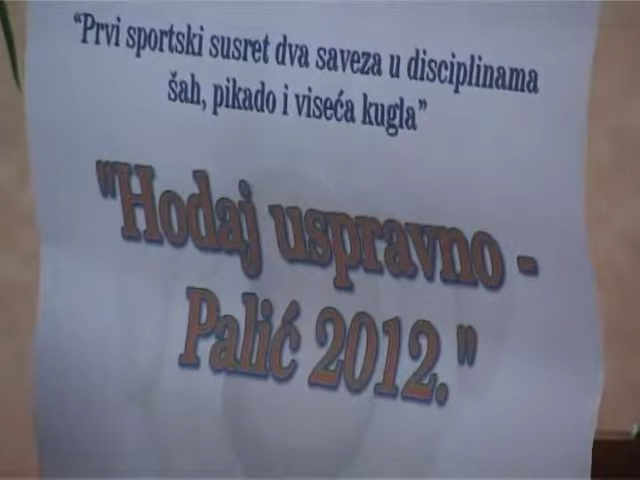 “Prvi sportski susret dva saveza u disciplinama
šah, pikado i viseća kugla”
"Hodaj uspravno -
Palić 2012."